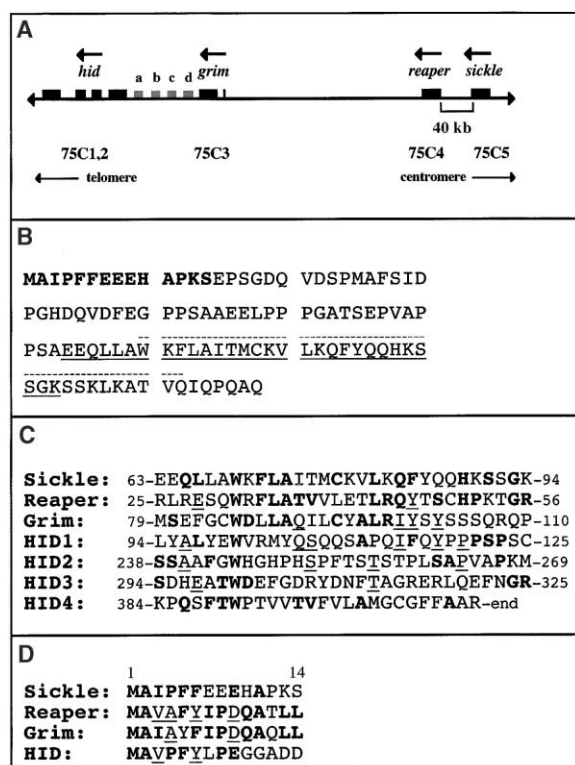 A
hid grim reaper sickle
a b c d
40 kb
75C1,2 75C3 75C4 75C5
telomere centromere
B
MAIPFFEEEH APKSEPSGDQ VDSPMAFSID
PGHDQVDFEG PPSAAEELPP PGATSEPVAP
PSAEEQLLAW KFLAITMCKV LKQFYQQHKS
SGKSSKLKAT VQIQPQAQ
C
Sickle: 63-EEQLLAWKFLAITMCKVLKQFYQQHKSSGK-94
Reaper: 25-RLRESQWRFLATVVLETLRQYTSCHPKTGR-56
Grim: 79-MSEFGCWDLLAQILCYALRIYSYSSSQRQP-110
HID1: 94-LYALYEWVRMYQSQQSAPQIFQYPPPSPSC-125
HID2: 238-SSAAFGWHGHPHSPFTSTSTPLSAPVAPKM-269
HID3: 294-SDHEATWDEFGDRYDNFTAGRERLQEFNGR-325
HID4: 384-KPQSFTWPTVVTVFVLAMGCGFFAAR-end
D
1 14
Sickle: MAIPFFEEEHAPKS
Reaper: MAVAFYIPDQATLL
Grim: MAIAYFIPDQAQLL
HID: MAVPFYLPEGGADD